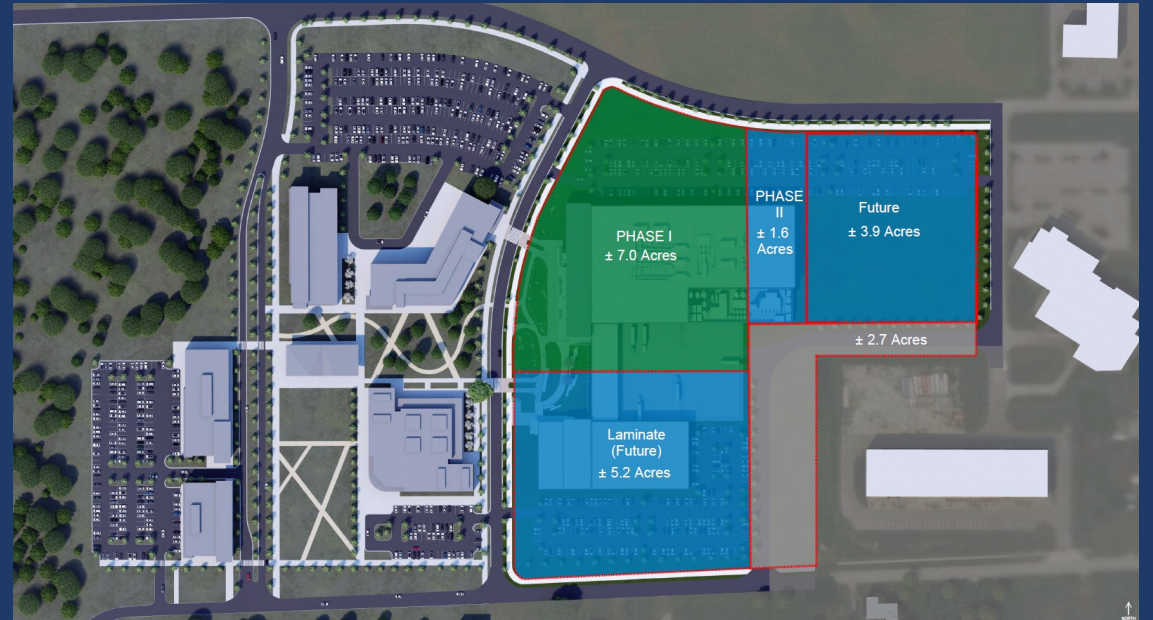 PHASE I
± 7.0 Acres
PHASE
II
± 1.6
Acres
Future
± 3.9 Acres
± 2.7 Acres
Laminate
(Future)
± 5.2 Acres
NORTH